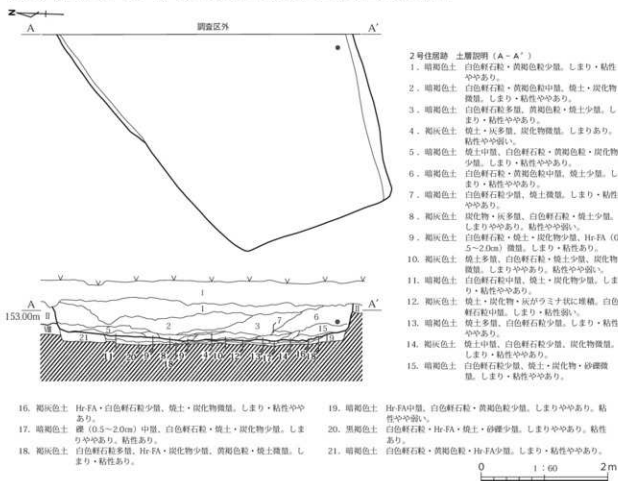 調査区外
A A′
2号住居跡 土層説明（A－A′）
1. 暗褐色土 白色軽石粒・黄褐色粒少量。しまり・粘性
ややあり。
2. 暗褐色土 白色軽石粒・黄褐色粒中量、焼土・炭化物
微量。しまり・粘性ややあり。
3. 暗褐色土 白色軽石粒多量、黄褐色粒・焼土少量。し
まり・粘性ややあり。
4. 褐灰色土 焼土・灰多量、炭化物微量。しまりあり。
粘性やや弱い。
5. 暗褐色土 焼土中量、白色軽石粒・黄褐色粒・炭化物
少量。しまり・粘性ややあり。
6. 暗褐色土 白色軽石粒・黄褐色粒中量、焼土少量。し
まり・粘性ややあり。
7. 暗褐色土 白色軽石粒少量、焼土微量。しまり・粘性
ややあり。
8. 褐灰色土 炭化物・灰多量、白色軽石粒・焼土少量。
しまりややあり。粘性やや弱い。
9. 褐灰色土 白色軽石粒・焼土・炭化物少量、Hr-FA（0
.5～2.0cm）微量。しまり・粘性ややあり。
10. 褐灰色土 焼土多量、白色軽石粒・焼土少量、炭化物
微量。しまりややあり。粘性やや弱い。
11. 暗褐色土 白色軽石粒中量、焼土・炭化物少量。しま
り・粘性ややあり。
12. 褐灰色土 焼土・炭化物・灰がラミナ状に堆積。白色
軽石粒中量。しまり・粘性弱い。
13. 暗褐色土 焼土多量、白色軽石粒少量。しまり・粘性
ややあり。
14. 褐灰色土 焼土中量、白色軽石粒少量、炭化物微量。
しまり・粘性ややあり。
15. 暗褐色土 白色軽石粒少量、焼土・炭化物・砂礫微
量。しまり・粘性ややあり。
A A′
153.00m
I
I
II
2 3 7 6 5 15
21
16. 褐灰色土 Hr-FA・白色軽石粒少量、焼土・炭化物微量。しまり・粘性やや
あり。
17. 暗褐色土 礫（0.5～2.0cm）中量、白色軽石粒・焼土・炭化物少量。しま
りややあり。粘性あり。
18. 褐灰色土 白色軽石粒多量、Hr-FA・炭化物少量、黄褐色粒・焼土微量。し
まり・粘性あり。
19. 暗褐色土 Hr-FA中量、白色軽石粒・黄褐色粒少量。しまりややあり。粘
性やや弱い。
20. 黒褐色土 白色軽石粒・Hr-FA・焼土・砂礫少量。しまりややあり。粘性
あり。
21. 暗褐色土 白色軽石粒・黄褐色粒・Hr-FA少量。しまり・粘性ややあり。
0 1：60 2m